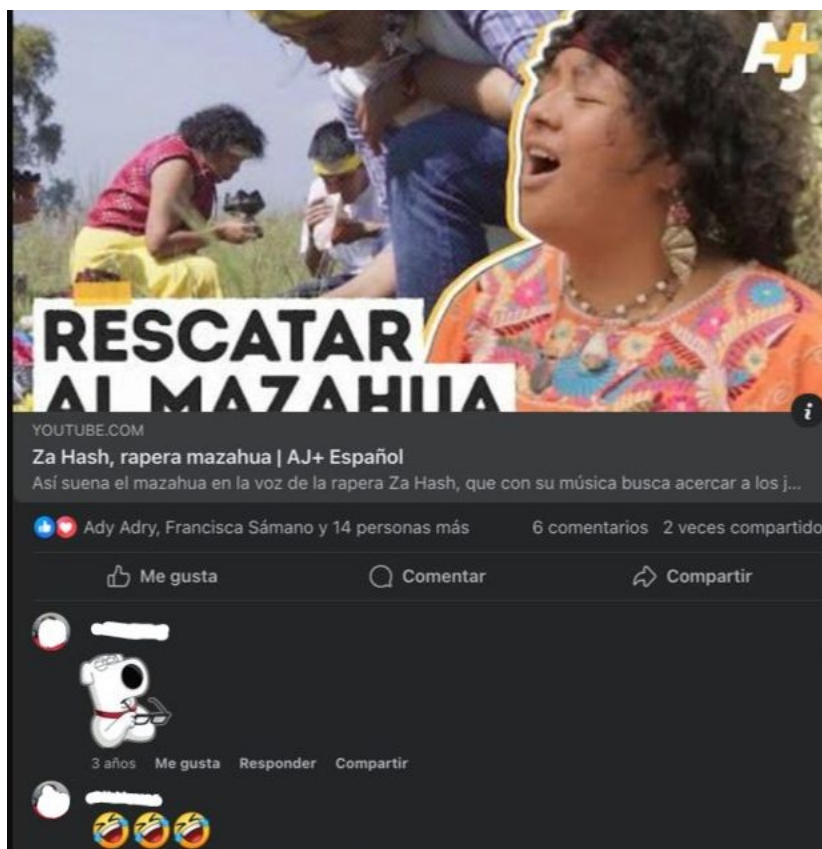 AJ+
RESCATAR
AL MAZAHUA
YOUTUBE.COM
Za Hash, rapera mazahua | AJ+ Español
Así suena el mazahua en la voz de la rapera Za Hash, que con su música busca acercar a los j...
Ady Adry, Francisca Sámano y 14 personas más 6 comentarios 2 veces compartido
Me gusta Comentar Compartir
3 años Me gusta Responder Compartir